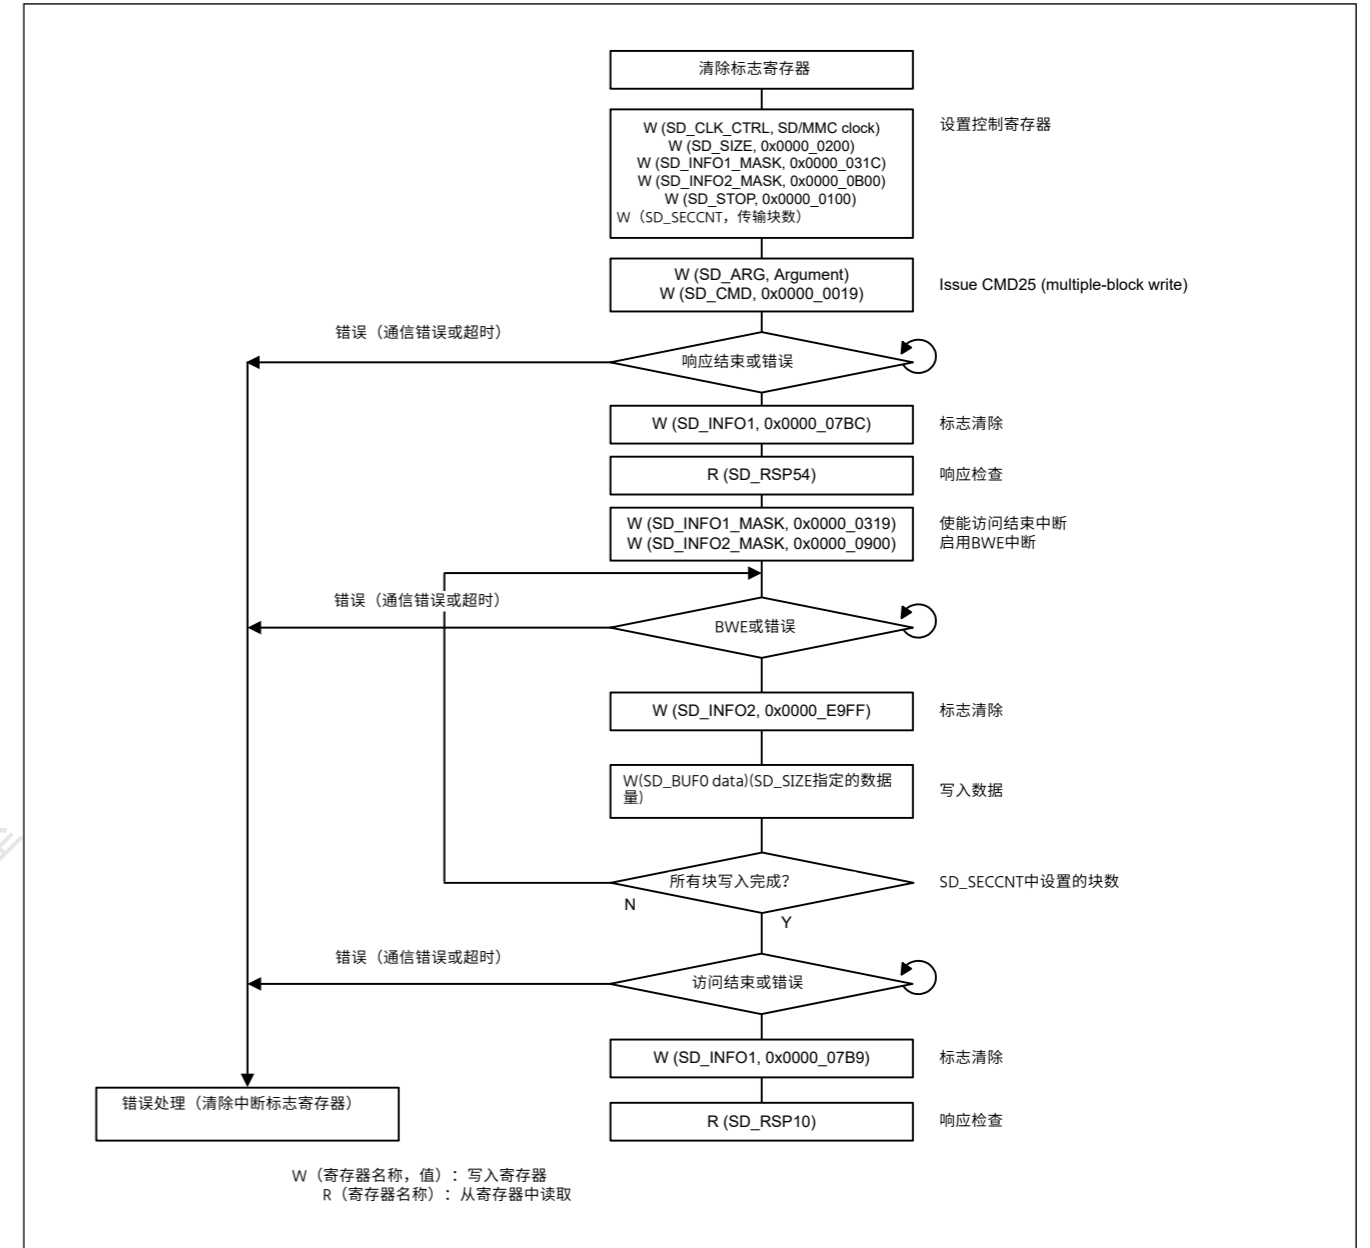 清除标志寄存器
W (SD_CLK_CTRL, SD/MMC clock)
W (SD_SIZE, 0x0000_0200)
W (SD_INFO1_MASK, 0x0000_031C)
W (SD_INFO2_MASK, 0x0000_0B00)
W (SD_STOP, 0x0000_0100)
W（SD_SECCNT，传输块数）
设置控制寄存器
W (SD_ARG, Argument)
W (SD_CMD, 0x0000_0019)
Issue CMD25 (multiple-block write)
错误（通信错误或超时）
响应结束或错误
W (SD_INFO1, 0x0000_07BC)
标志清除
R (SD_RSP54)
响应检查
W (SD_INFO1_MASK, 0x0000_0319)
W (SD_INFO2_MASK, 0x0000_0900)
使能访问结束中断
启用BWE中断
错误（通信错误或超时）
BWE或错误
W (SD_INFO2, 0x0000_E9FF)
标志清除
W(SD_BUF0 data)(SD_SIZE指定的数据
量)
写入数据
所有块写入完成？
SD_SECCNT中设置的块数
N
Y
错误（通信错误或超时）
访问结束或错误
W (SD_INFO1, 0x0000_07B9)
标志清除
错误处理（清除中断标志寄存器）
R (SD_RSP10)
响应检查
W（寄存器名称，值）：写入寄存器
R（寄存器名称）：从寄存器中读取